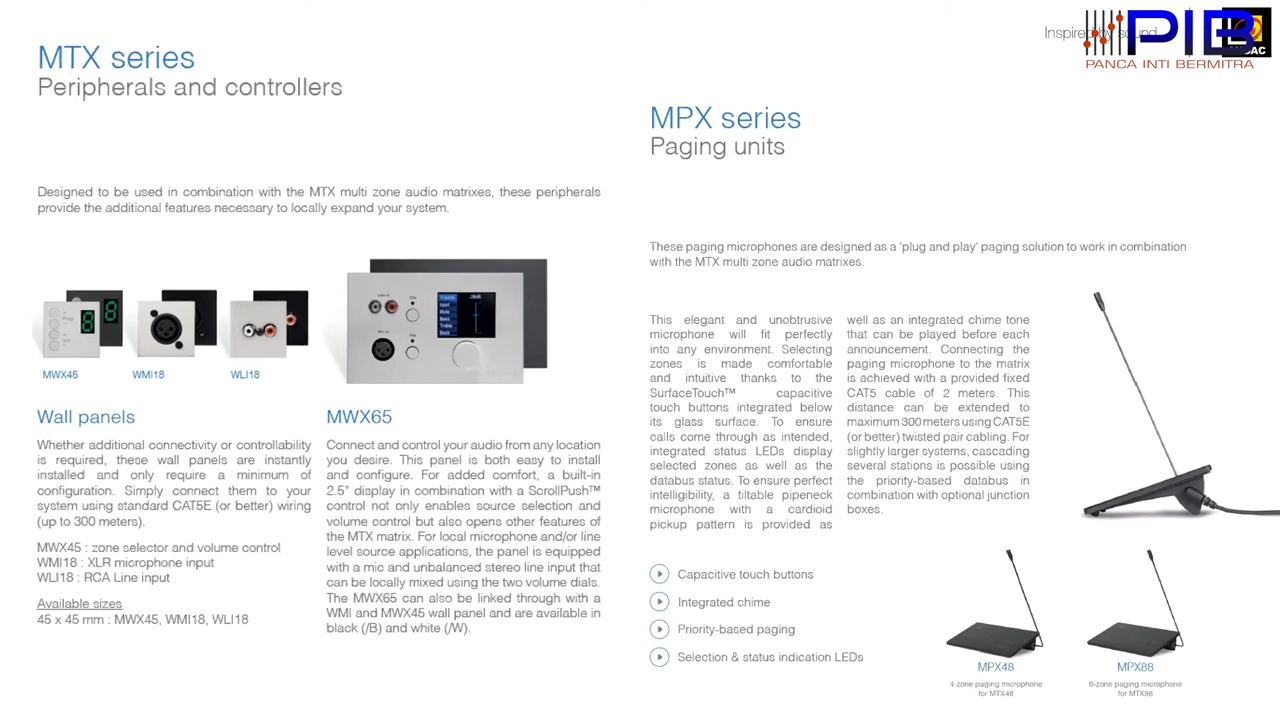 MTX series
Peripherals and controllers
Designed to be used in combination with the MTX multi zone audio matrixes, these peripherals
provide the additional features necessary to locally expand your system.
MWX45
WMI18
WLI18
Wall panels
Whether additional connectivity or controllability
is required, these wall panels are instantly
installed and only require a minimum of
configuration. Simply connect them to your
system using standard CAT5E (or better) wiring
(up to 300 meters).
MWX45 : zone selector and volume control
WMI18 : XLR microphone input
WLI18 : RCA Line input
Available sizes
45 x 45 mm : MWX45, WMI18, WLI18
MWX65
Connect and control your audio from any location
you desire. This panel is both easy to install
and configure. For added comfort, a built-in
2.5" display in combination with a ScrollPush™
control not only enables source selection and
volume control but also opens other features of
the MTX matrix. For local microphone and/or line
level source applications, the panel is equipped
with a mic and unbalanced stereo line input that
can be locally mixed using the two volume dials.
The MWX65 can also be linked through with a
WMI and MWX45 wall panel and are available in
black (/B) and white (/W).
Inspired by sound
PIB
PANCA INTI BERMITRA
MPX series
Paging units
These paging microphones are designed as a 'plug and play' paging solution to work in combination
with the MTX multi zone audio matrixes.
This elegant and unobtrusive
microphone will fit perfectly
into any environment. Selecting
zones is made comfortable
and intuitive thanks to the
SurfaceTouch™ capacitive
touch buttons integrated below
its glass surface. To ensure
calls come through as intended,
integrated status LEDs display
selected zones as well as the
databus status. To ensure perfect
intelligibility, a tiltable pipeneck
microphone with a cardioid
pickup pattern is provided as
well as an integrated chime tone
that can be played before each
announcement. Connecting the
paging microphone to the matrix
is achieved with a provided fixed
CAT5 cable of 2 meters. This
distance can be extended to
maximum 300 meters using CAT5E
(or better) twisted pair cabling. For
slightly larger systems, cascading
several stations is possible using
the priority-based databus in
combination with optional junction
boxes.
Capacitive touch buttons
Integrated chime
Priority-based paging
Selection & status indication LEDs
MPX48
4-zone paging microphone
for MTX48
MPX88
8-zone paging microphone
for MTX88